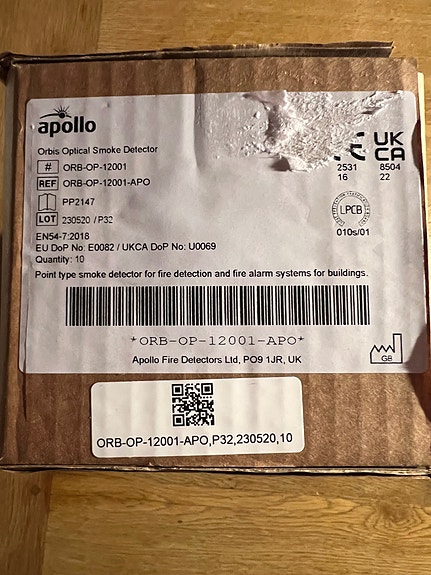 apollo
Orbis Optical Smoke Detector
# ORB-OP-12001
REF ORB-OP-12001-APO
PP2147
LOT 230520 / P32
EN54-7:2018
EU DoP No: E0082 / UKCA DoP No: U0069
Quantity: 10
CE UK CA
2531 8504
16 22
LPCB
010s/01
Point type smoke detector for fire detection and fire alarm systems for buildings.
*ORB-OP-12001-APO*
Apollo Fire Detectors Ltd, PO9 1JR, UK
GB
ORB-OP-12001-APO,P32,230520,10